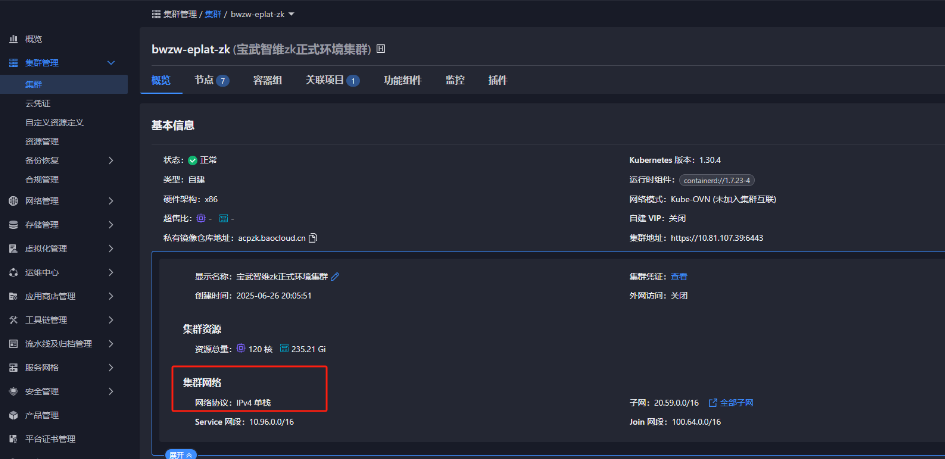 集群管理 / 集群 / bwzw-eplat-zk
概览
集群管理
集群
云凭证
自定义资源定义
资源管理
备份恢复
合规管理
网络管理
存储管理
虚拟化管理
运维中心
应用商店管理
工具链管理
流水线及归档管理
服务网格
安全管理
产品管理
平台证书管理
bwzw-eplat-zk (宝武智维zk正式环境集群)
概览 节点 7 容器组 关联项目 1 功能组件 监控 插件
基本信息
状态: 正常
Kubernetes 版本: 1.30.4
类型: 自建
运行时组件: containerd://1.7.23-4
硬件架构: x86
网络模式: Kube-OVN (未加入集群互联)
超售比: - -
自建 VIP: 关闭
私有镜像仓库地址: acpzk.baocloud.cn
集群地址: https://10.81.107.39:6443
显示名称: 宝武智维zk正式环境集群
集群凭证: 查看
创建时间: 2025-06-26 20:05:51
外网访问: 关闭
集群资源
资源总量: 120 核 235.21 Gi
集群网络
网络协议: IPv4 单栈
子网: 20.59.0.0/16 全部子网
Service 网段: 10.96.0.0/16
Join 网段: 100.64.0.0/16
展开